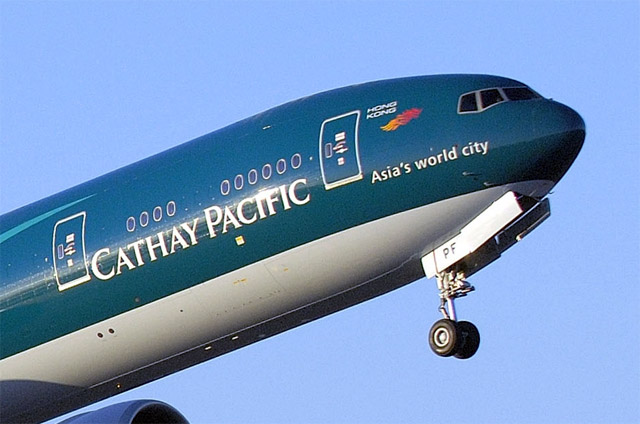 HONG
KONG
Asia's world city
CATHAY PACIFIC
PF